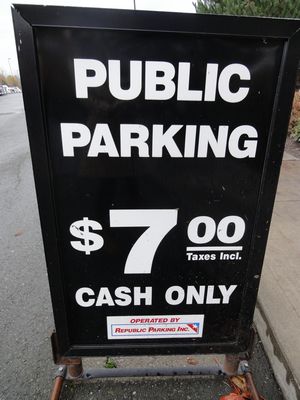 PUBLIC
PARKING
$7.00
Taxes Incl.
CASH ONLY
OPERATED BY
REPUBLIC PARKING INC.